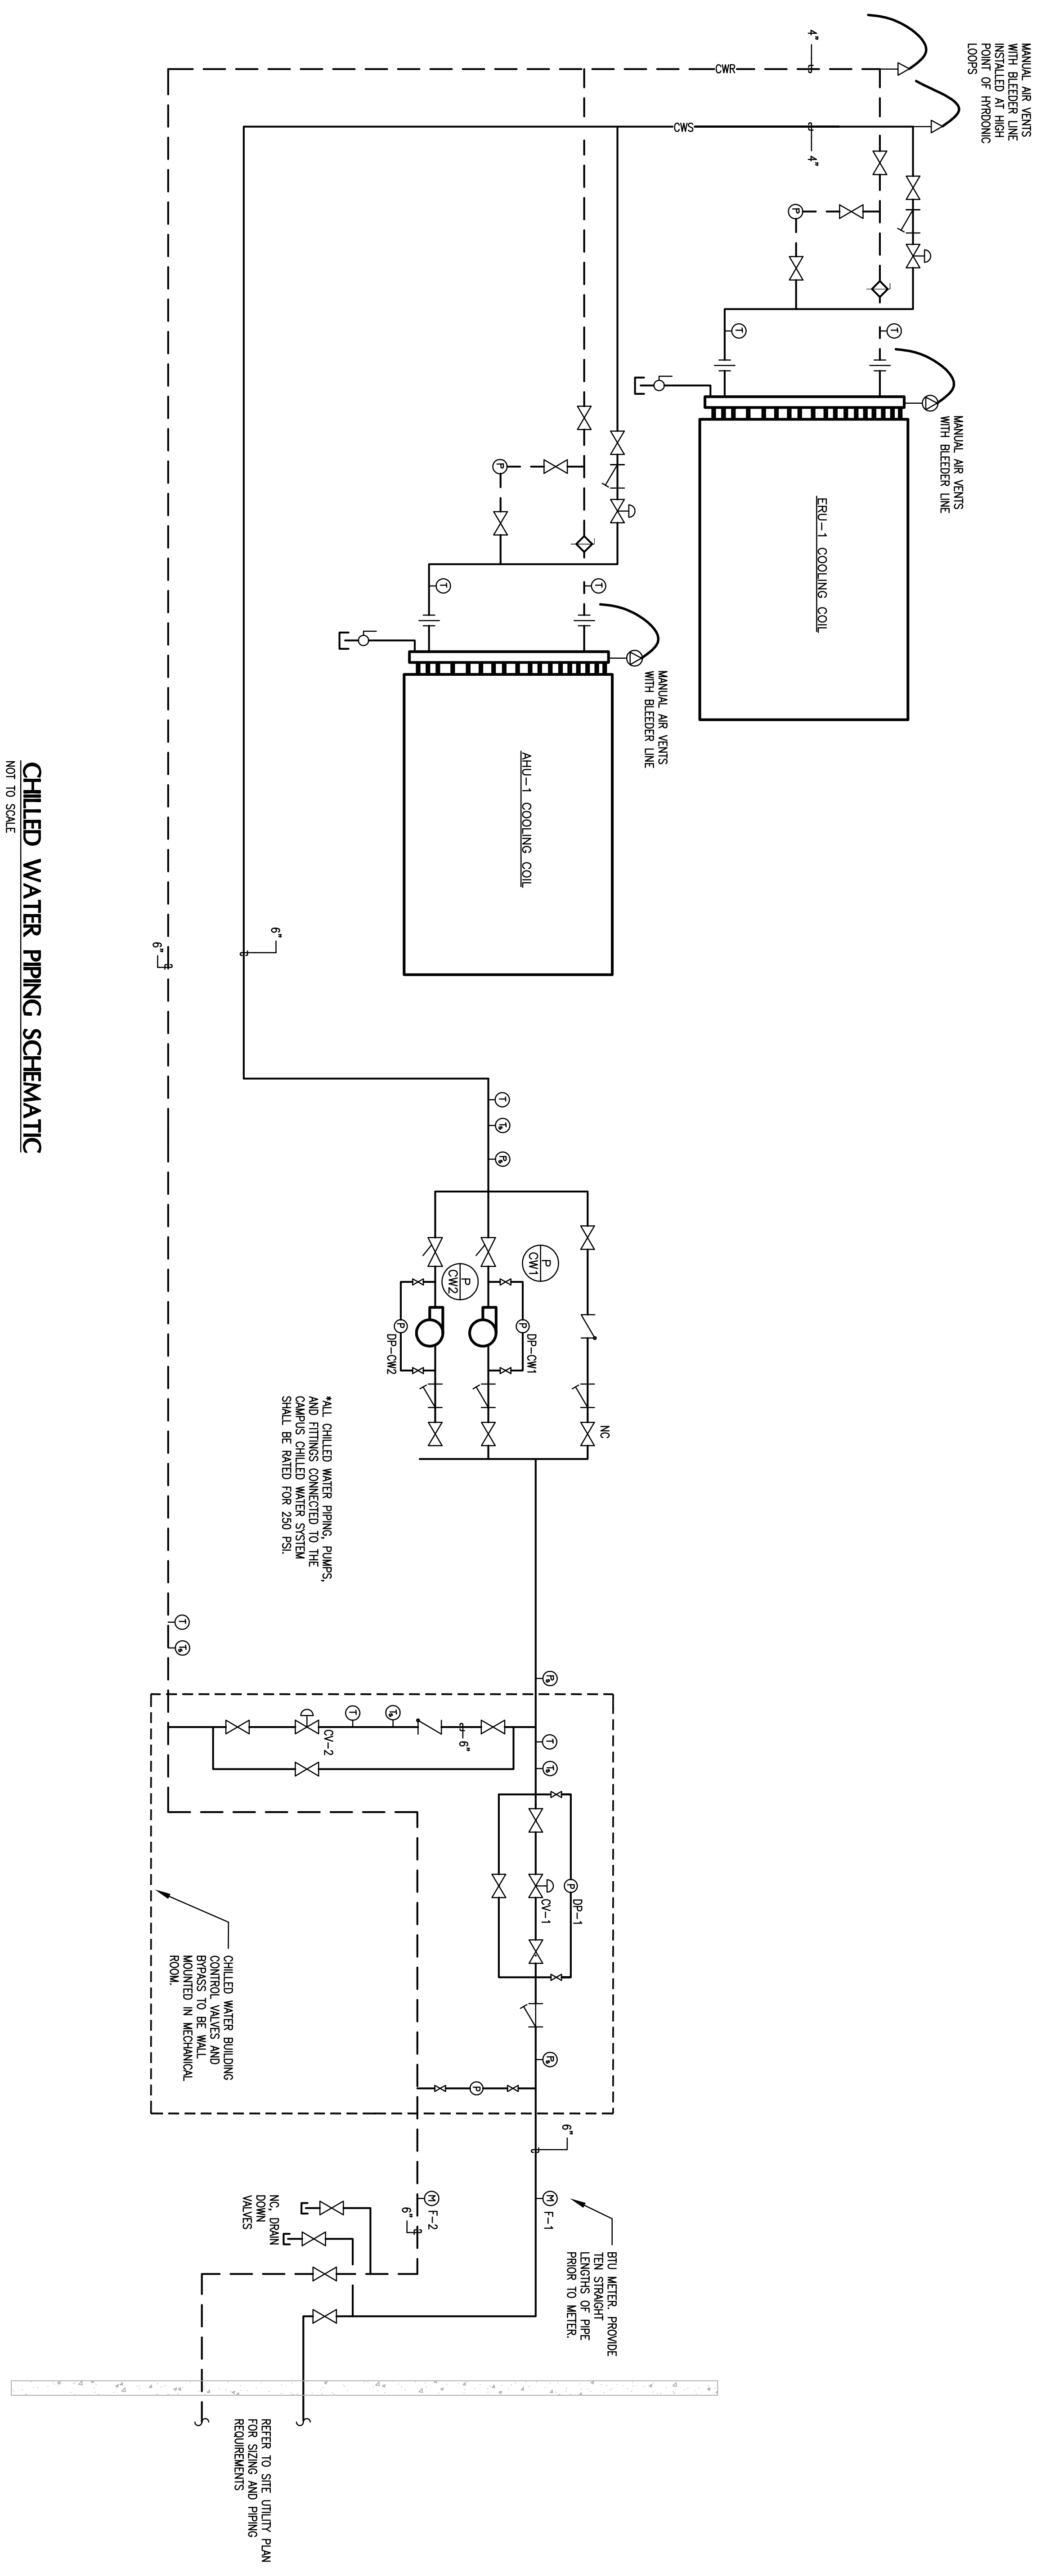 MANUAL AIR VENTS
WITH BLEEDER LINE
INSTALLED AT HIGH
POINT OF HYRDONIC
LOOPS
4"
CWR
CWS
4"
P
T
T
MANUAL AIR VENTS
WITH BLEEDER LINE
ERU-1 COOLING COIL
P
T
T
MANUAL AIR VENTS
WITH BLEEDER LINE
AHU-1 COOLING COIL
6"
6"
T
P
CW1
P
CW2
P
DP-CW1
P
DP-CW2
NC
*ALL CHILLED WATER PIPING, PUMPS,
AND FITTINGS CONNECTED TO THE
CAMPUS CHILLED WATER SYSTEM
SHALL BE RATED FOR 250 PSI.
T
T
CV-2
6"
T
P
DP-1
CV-1
P
CHILLED WATER BUILDING
CONTROL VALVES AND
BYPASS TO BE WALL
MOUNTED IN MECHANICAL
ROOM.
6"
M
F-1
M
F-2
6"
BTU METER. PROVIDE
TEN STRAIGHT
LENGTHS OF PIPE
PRIOR TO METER.
NC, DRAIN
DOWN
VALVES
REFER TO SITE UTILITY PLAN
FOR SIZING AND PIPING
REQUIREMENTS
CHILLED WATER PIPING SCHEMATIC
NOT TO SCALE